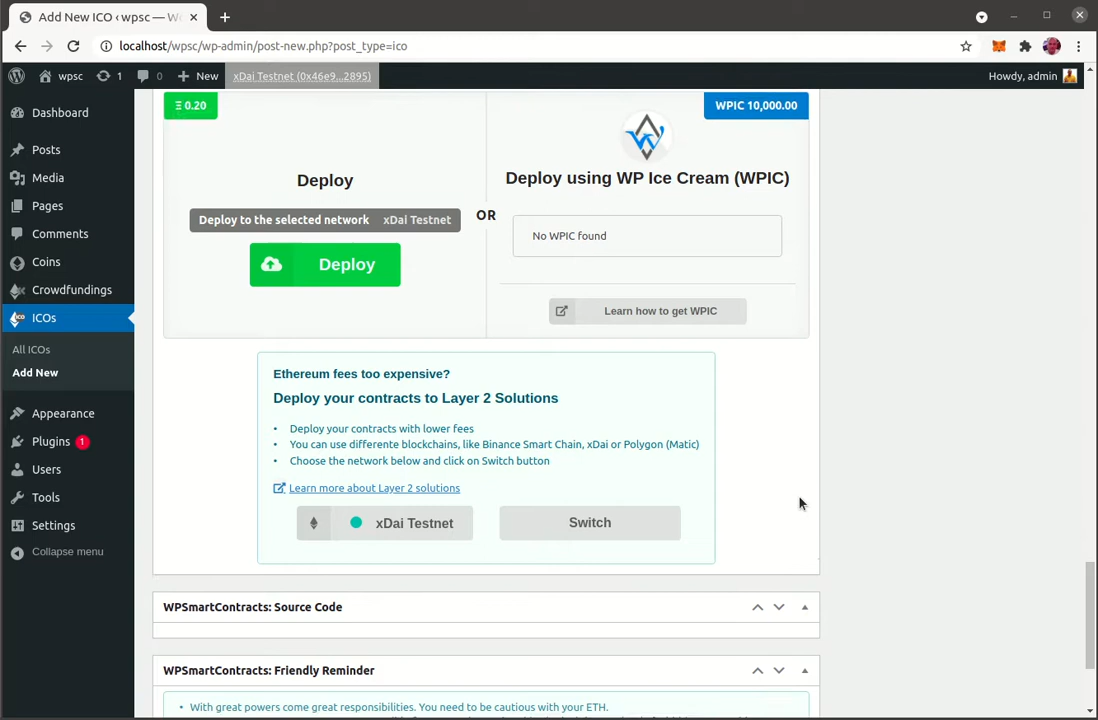 Add New ICO ‹ wpsc — W
localhost/wpsc/wp-admin/post-new.php?post_type=ico
wpsc 1 0 New xDai Testnet (0x46e9...2895) Howdy, admin
Dashboard
Posts
Media
Pages
Comments
Coins
Crowdfundings
ICOs
All ICOs
Add New
Appearance
Plugins 1
Users
Tools
Settings
Collapse menu
Ξ 0.20
Deploy
Deploy to the selected network xDai Testnet
Deploy
OR
WPIC 10,000.00
Deploy using WP Ice Cream (WPIC)
No WPIC found
Learn how to get WPIC
Ethereum fees too expensive?
Deploy your contracts to Layer 2 Solutions
• Deploy your contracts with lower fees
• You can use differente blockchains, like Binance Smart Chain, xDai or Polygon (Matic)
• Choose the network below and click on Switch button
Learn more about Layer 2 solutions
xDai Testnet
Switch
WPSmartContracts: Source Code
WPSmartContracts: Friendly Reminder
• With great powers come great responsibilities. You need to be cautious with your ETH.